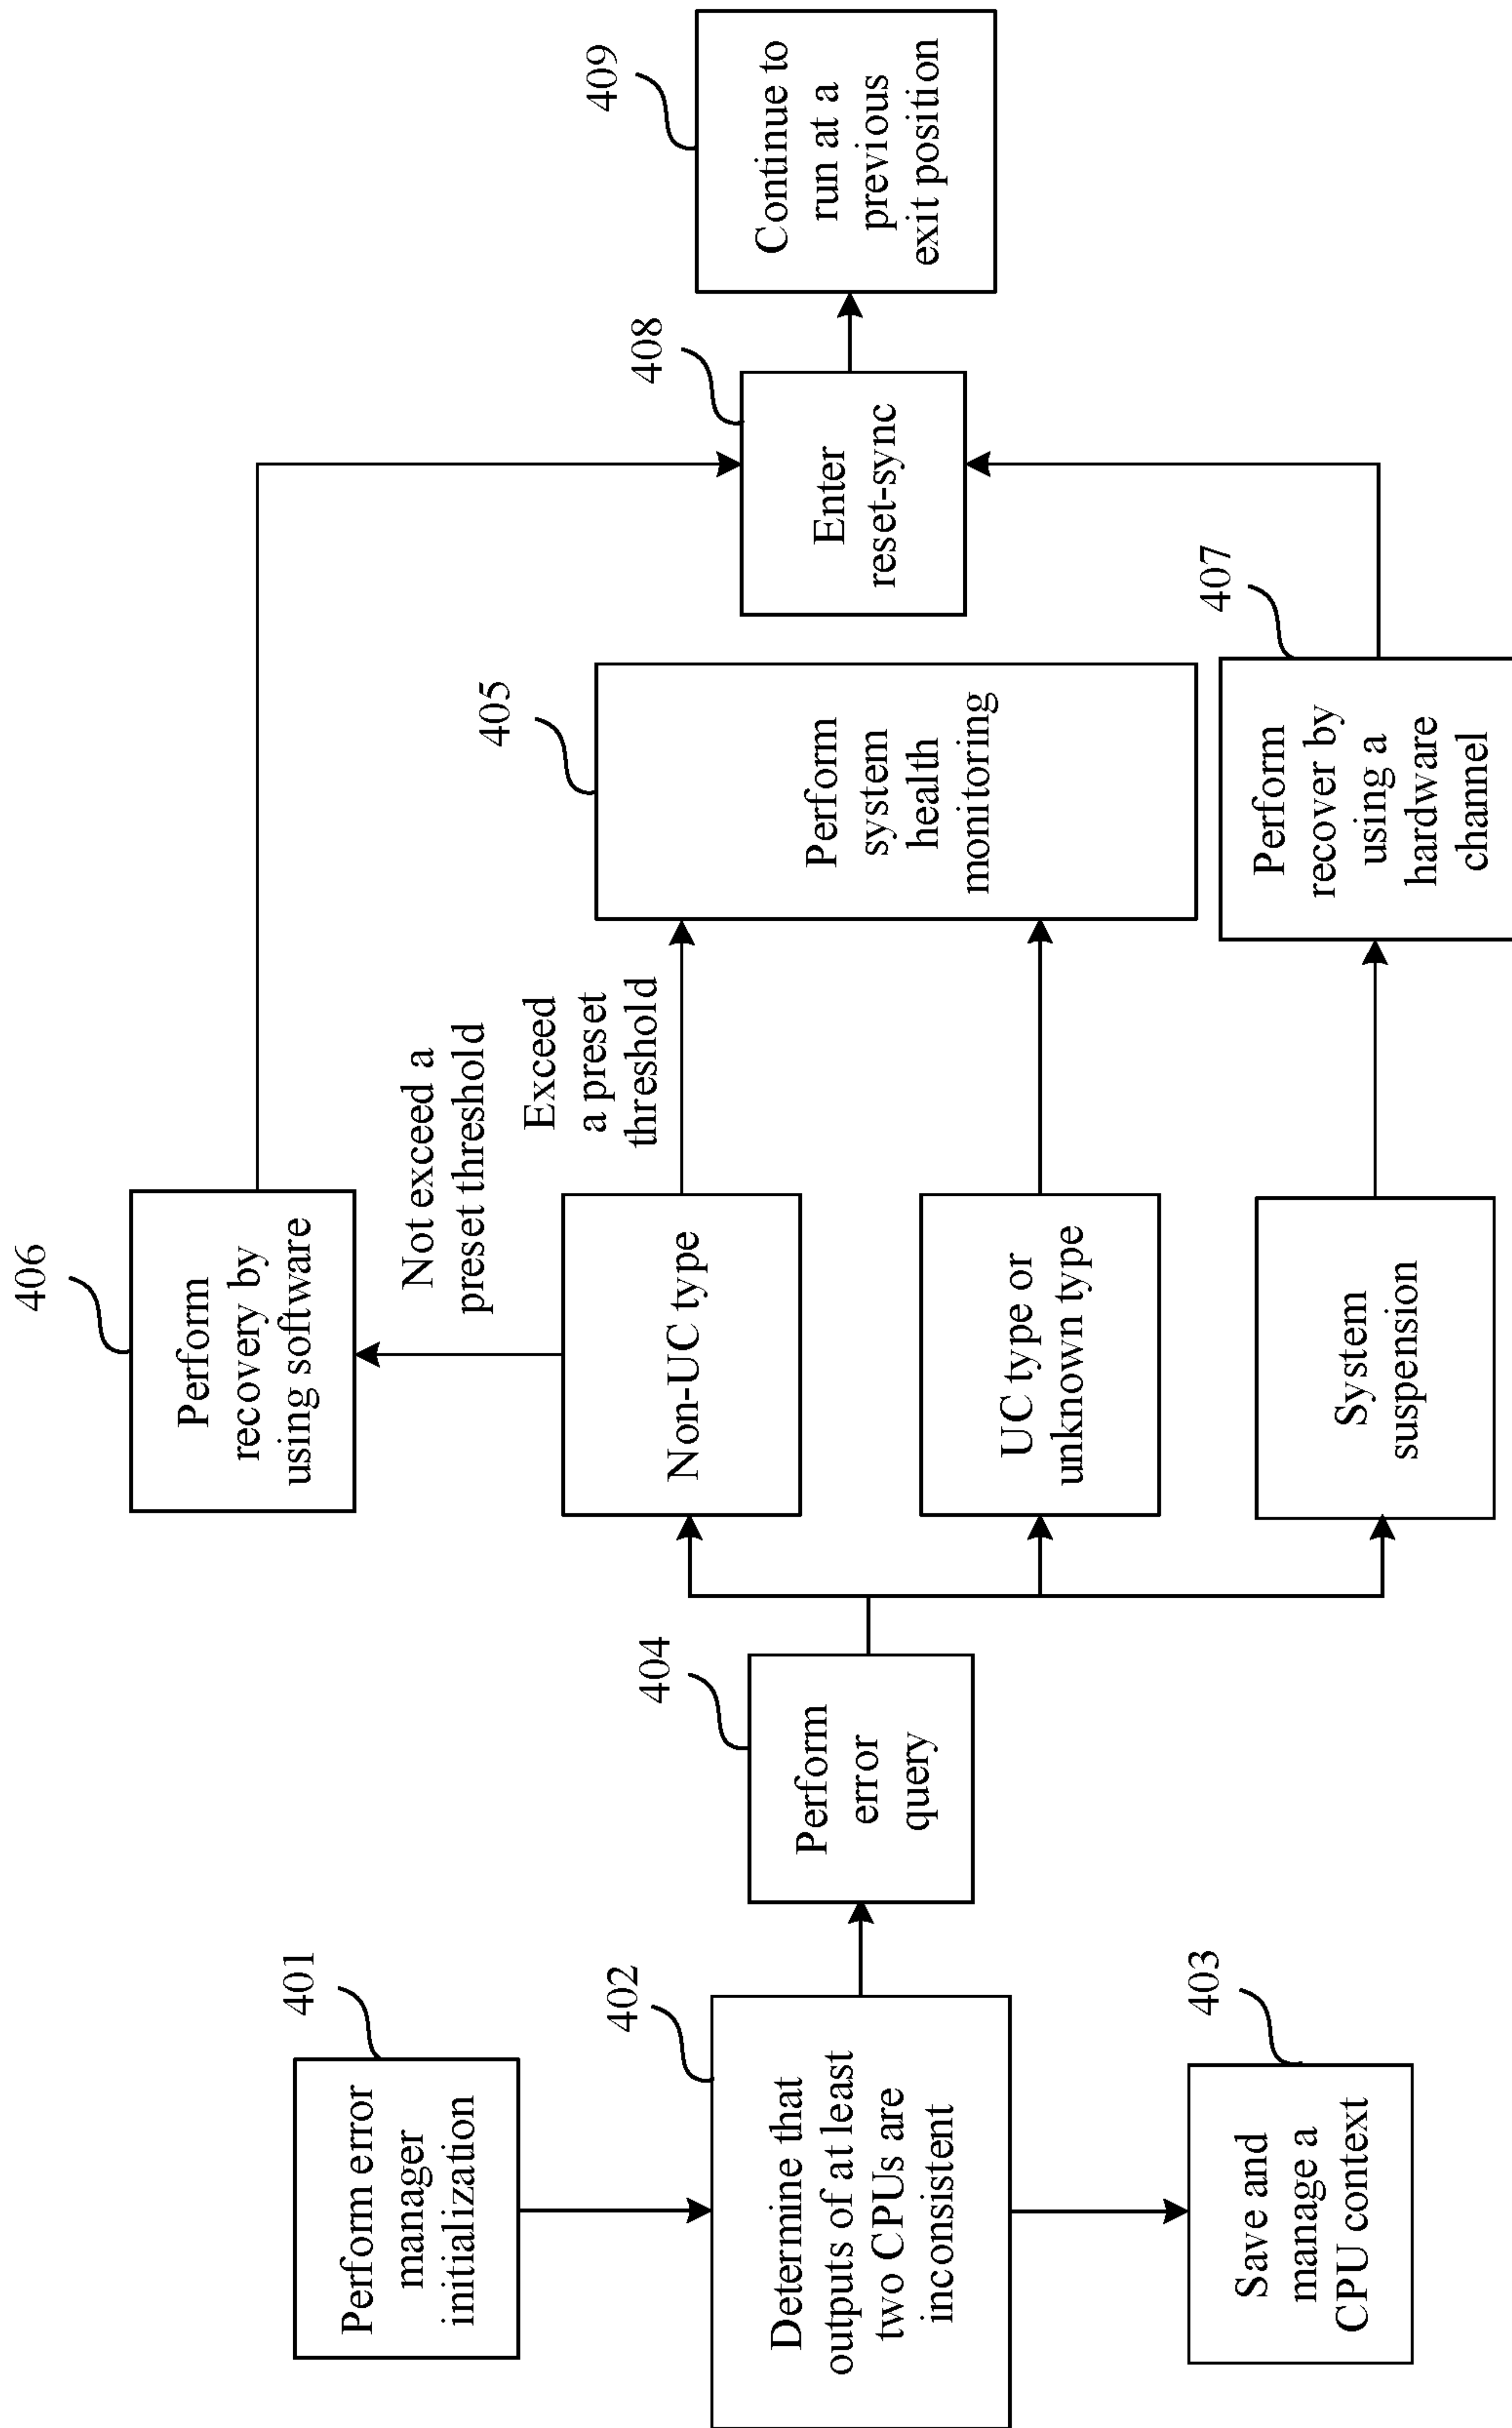 401
Perform error
manager
initialization
402
Determine that
outputs of at least
two CPUs are
inconsistent
403
Save and
manage a
CPU context
404
Perform
error
query
406
Perform
recovery by
using software
Not exceed a
preset threshold
Non-UC type
Exceed
a preset
threshold
UC type or
unknown type
System
suspension
405
Perform
system
health
monitoring
407
Perform
recover by
using a
hardware
channel
408
Enter
reset-sync
409
Continue to
run at a
previous
exit position